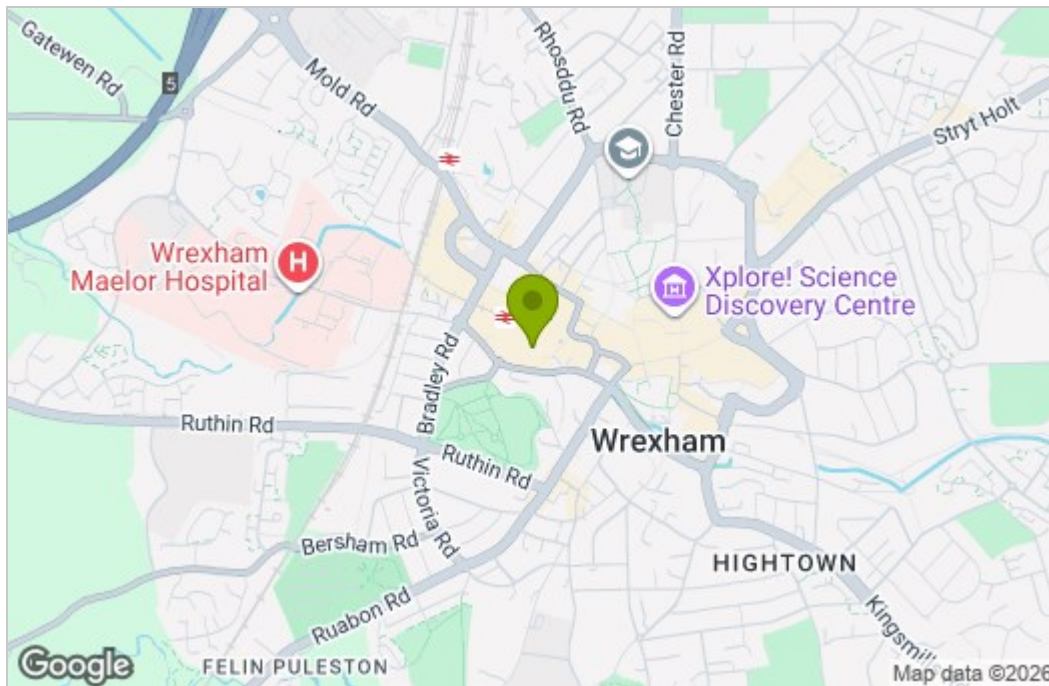 Gatewen Rd
5
Mold Rd
Rhosddu Rd
Chester Rd
Stryt Holt
Wrexham
Maelor Hospital
H
Xplore! Science
Discovery Centre
Bradley Rd
Ruthin Rd
Wrexham
Ruthin Rd
Victoria Rd
Bersham Rd
HIGHTOWN
Ruabon Rd
Kingsmill
FELIN PULESTON
Google
Map data ©2026